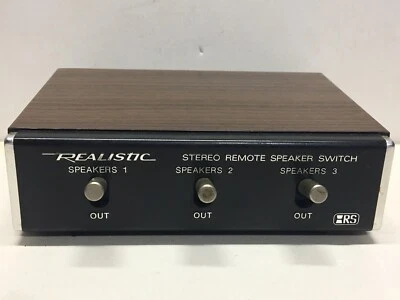 REALISTIC STEREO REMOTE SPEAKER SWITCH
SPEAKERS 1 SPEAKERS 2 SPEAKERS 3
OUT OUT OUT
RS